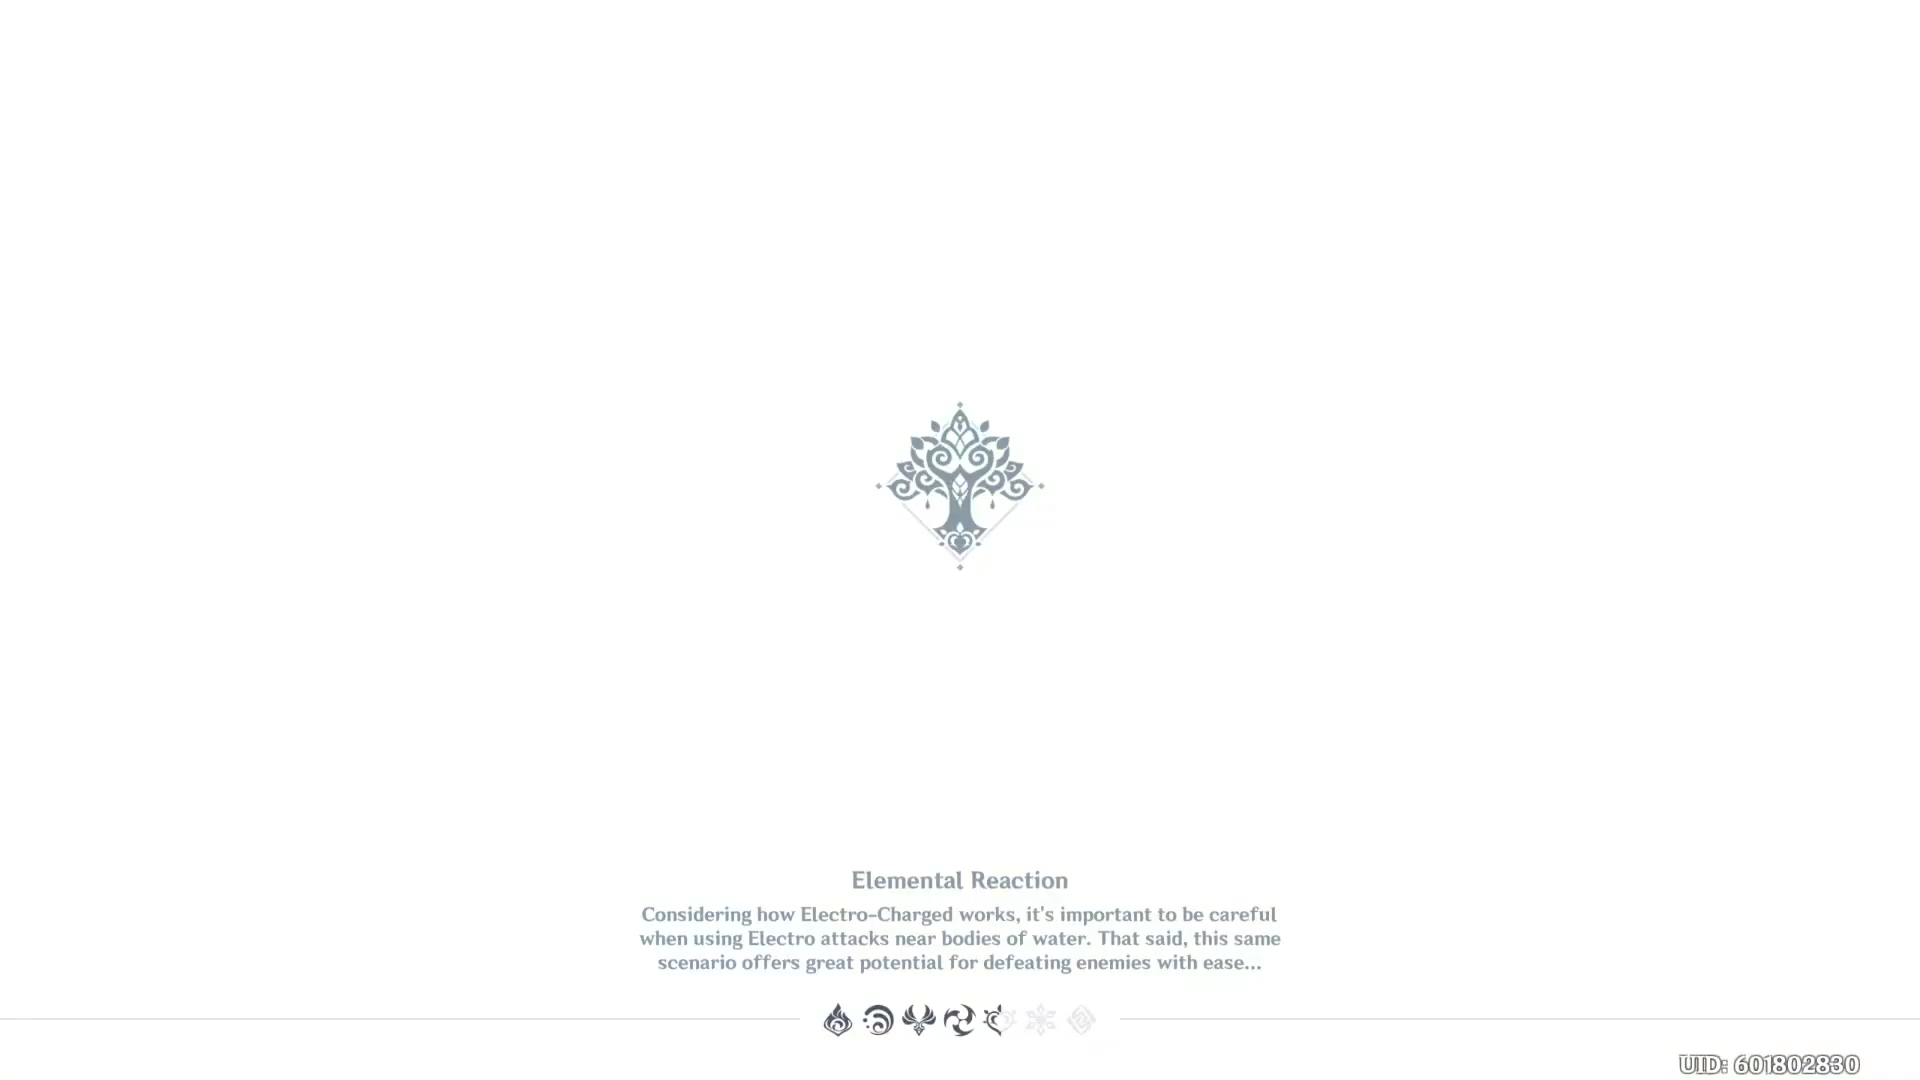 Elemental Reaction
Considering how Electro-Charged works, it's important to be careful
when using Electro attacks near bodies of water. That said, this same
scenario offers great potential for defeating enemies with ease...
UID: 601802830